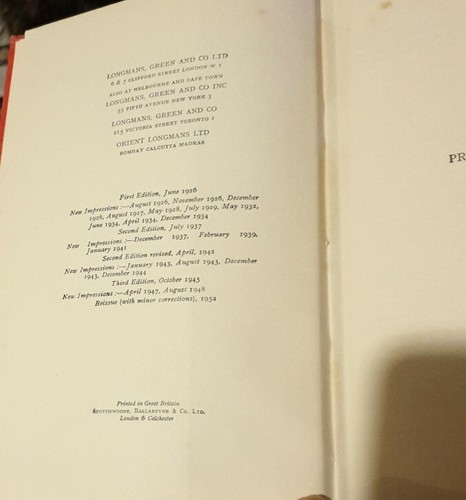 LONGMANS, GREEN AND CO LTD
6 & 7 CLIFFORD STREET LONDON W 1
ALSO AT MELBOURNE AND CAPE TOWN
LONGMANS, GREEN AND CO INC
55 FIFTH AVENUE NEW YORK 3
LONGMANS, GREEN AND CO
215 VICTORIA STREET TORONTO 1
ORIENT LONGMANS LTD
BOMBAY CALCUTTA MADRAS
First Edition, June 1926
New Impressions :—August 1926, November 1926, December
1926, August 1927, May 1928, July 1929, May 1932,
June 1934, April 1934, December 1934
Second Edition, July 1937
New Impressions :—December 1937, February 1939,
January 1941
Second Edition revised, April, 1942
New Impressions :—January 1943, August 1943, December
1943, December 1944
Third Edition, October 1945
New Impressions :—April 1947, August 1948
Reissue (with minor corrections), 1952
Printed in Great Britain
SPOTTISWOODE, BALLANTYNE & CO. LTD.
London & Colchester
PR